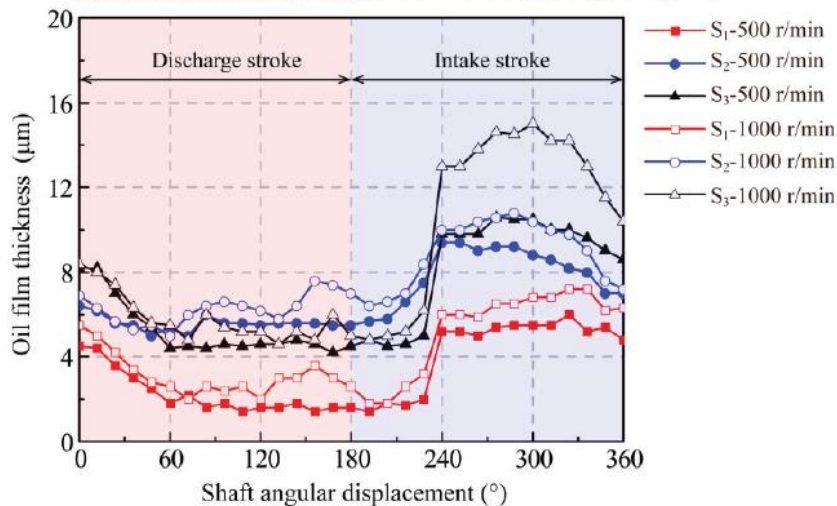 20
16
12
8
4
0
Oil film thickness (μm)
Discharge stroke
Intake stroke
0 60 120 180 240 300 360
Shaft angular displacement (°)
S₁-500 r/min
S₂-500 r/min
S₃-500 r/min
S₁-1000 r/min
S₂-1000 r/min
S₃-1000 r/min